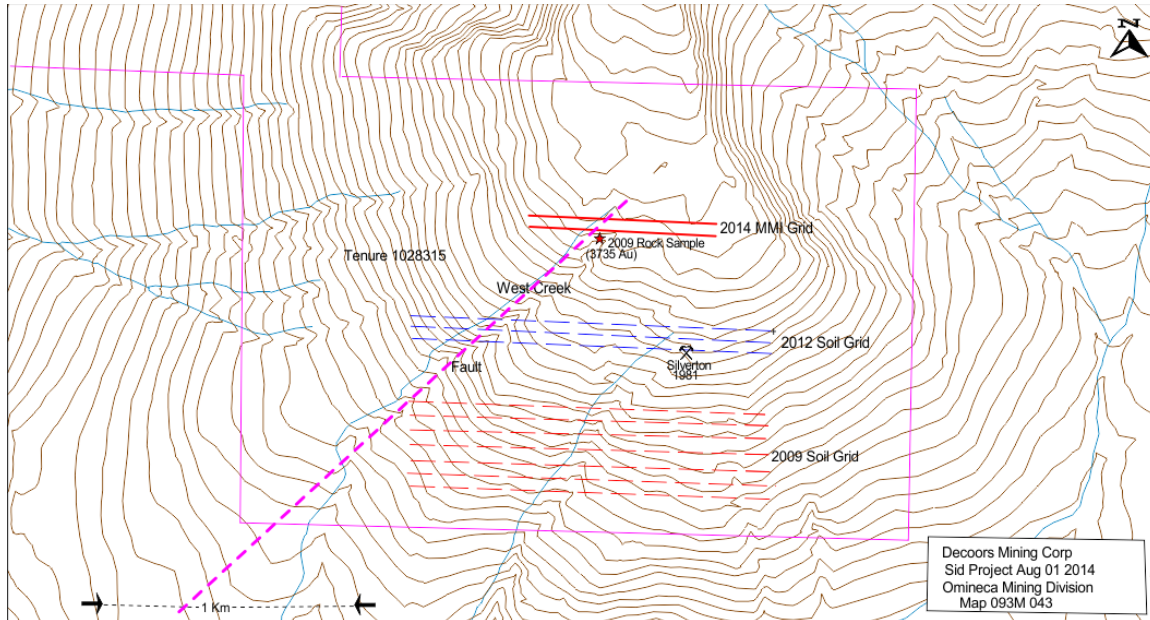 N
2014 MMI Grid
2009 Rock Sample
(3735 Au)
Tenure 1028315
West Creek
2012 Soil Grid
Silverton
1981
Fault
2009 Soil Grid
Decoors Mining Corp
Sid Project Aug 01 2014
Omineca Mining Division
Map 093M 043
1 Km